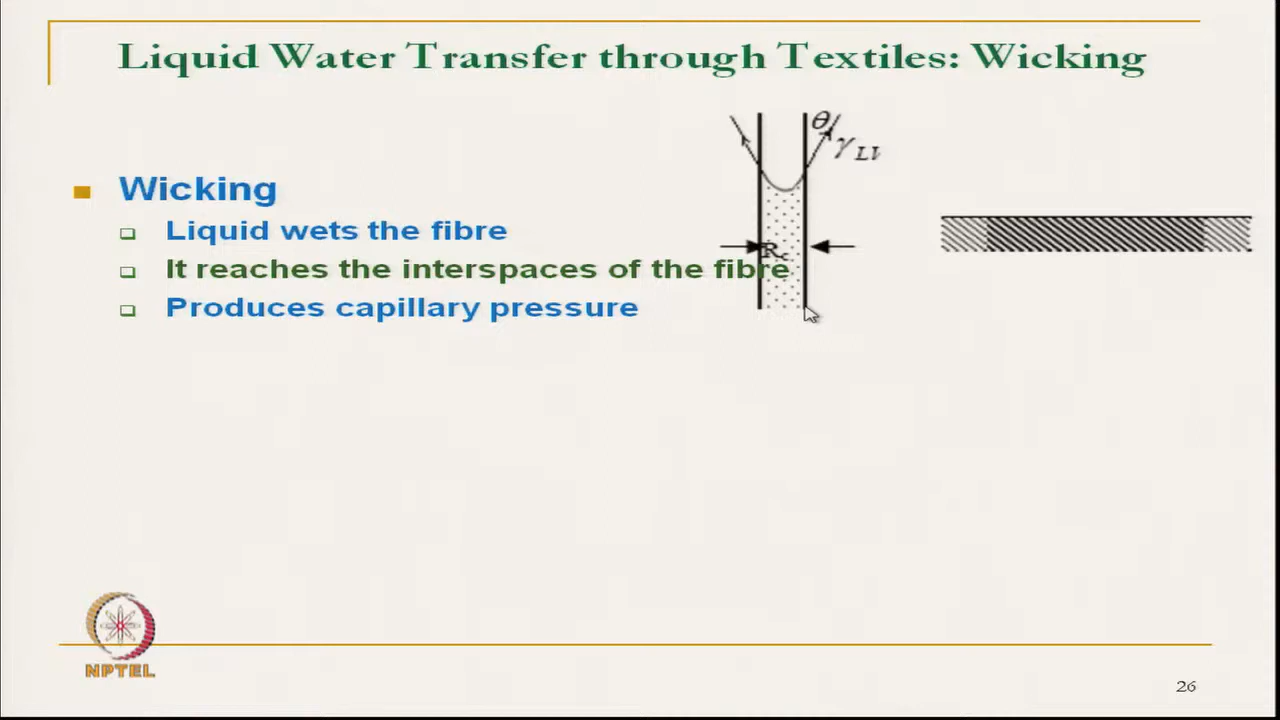 Liquid Water Transfer through Textiles: Wicking
θ
γLV
Wicking
Liquid wets the fibre
Rc
It reaches the interspaces of the fibre
Produces capillary pressure
NPTEL
26